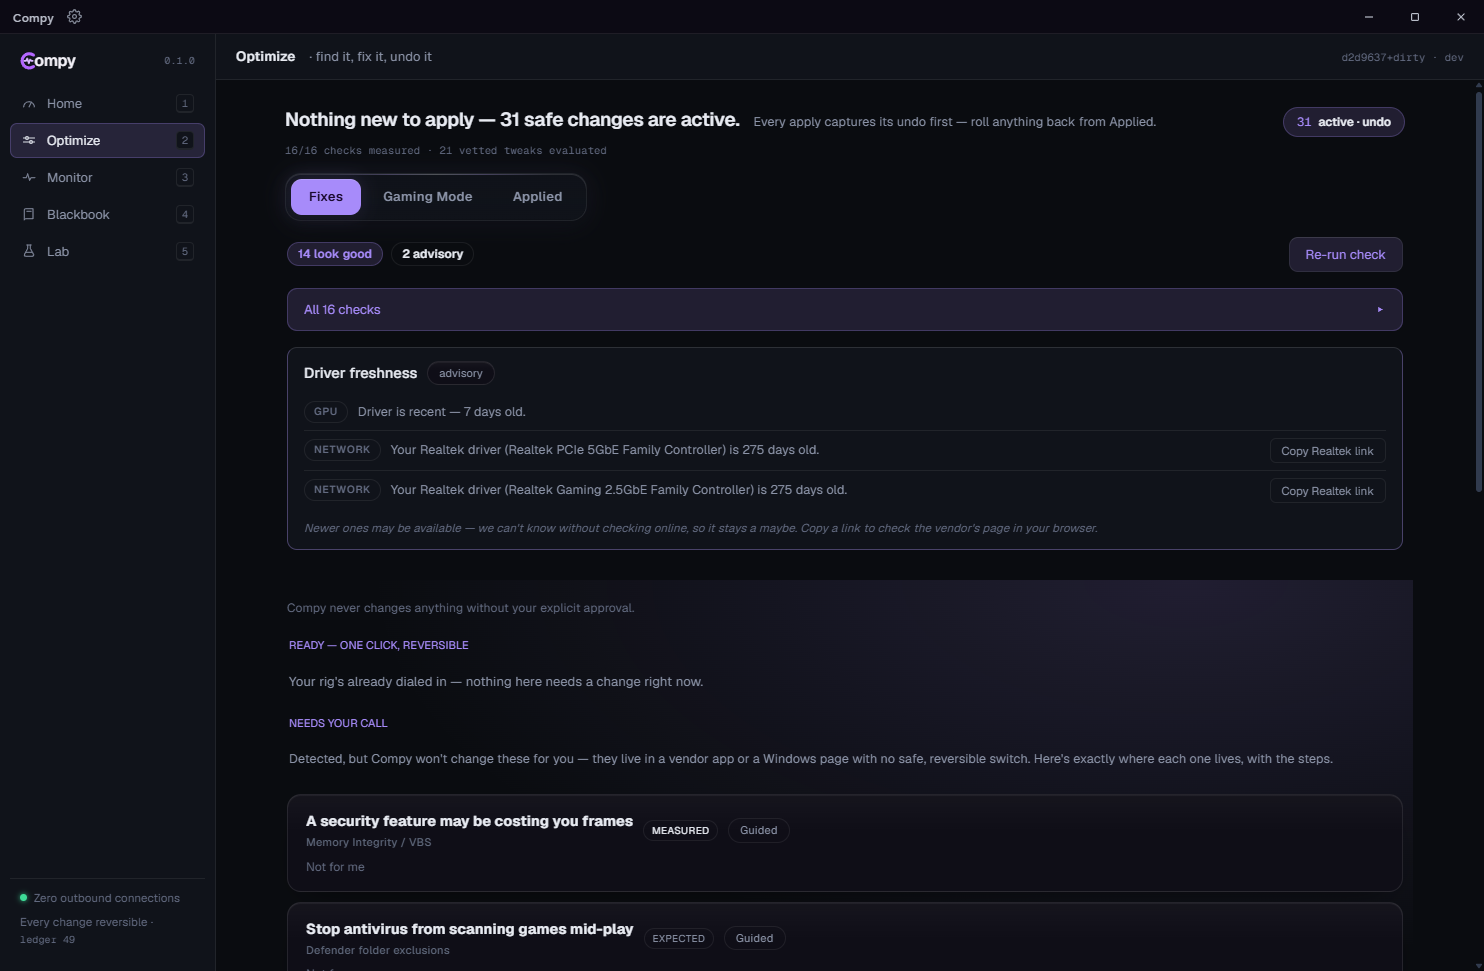 Compy
Compy 0.1.0
Home 1
Optimize 2
Monitor 3
Blackbook 4
Lab 5
Zero outbound connections
Every change reversible ·
ledger 49
Optimize · find it, fix it, undo it d2d9637+dirty · dev
Nothing new to apply — 31 safe changes are active. Every apply captures its undo first — roll anything back from Applied. 31 active · undo
16/16 checks measured · 21 vetted tweaks evaluated
Fixes Gaming Mode Applied
14 look good 2 advisory Re-run check
All 16 checks
Driver freshness advisory
GPU Driver is recent — 7 days old.
NETWORK Your Realtek driver (Realtek PCIe 5GbE Family Controller) is 275 days old. Copy Realtek link
NETWORK Your Realtek driver (Realtek Gaming 2.5GbE Family Controller) is 275 days old. Copy Realtek link
Newer ones may be available — we can't know without checking online, so it stays a maybe. Copy a link to check the vendor's page in your browser.
Compy never changes anything without your explicit approval.
READY — ONE CLICK, REVERSIBLE
Your rig's already dialed in — nothing here needs a change right now.
NEEDS YOUR CALL
Detected, but Compy won't change these for you — they live in a vendor app or a Windows page with no safe, reversible switch. Here's exactly where each one lives, with the steps.
A security feature may be costing you frames MEASURED Guided
Memory Integrity / VBS
Not for me
Stop antivirus from scanning games mid-play EXPECTED Guided
Defender folder exclusions